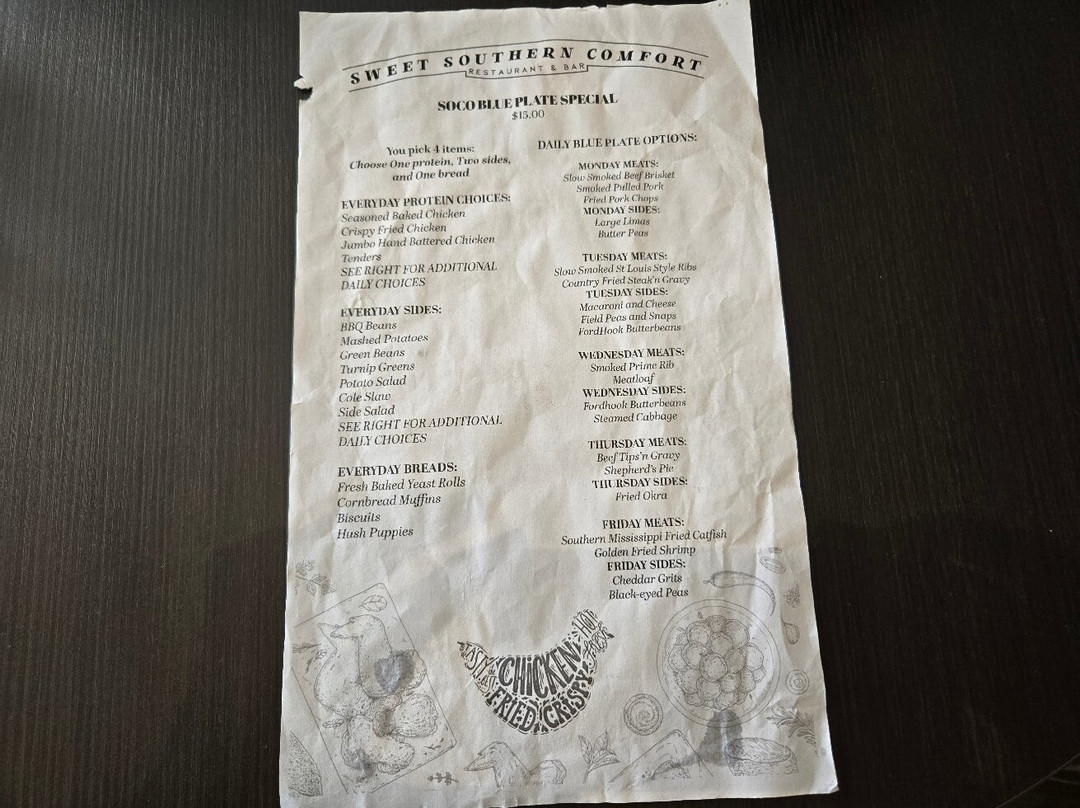 SWEET SOUTHERN COMFORT
RESTAURANT & BAR
SOCO BLUE PLATE SPECIAL
$15.00
You pick 4 items:
Choose One protein, Two sides,
and One bread
EVERYDAY PROTEIN CHOICES:
Seasoned Baked Chicken
Crispy Fried Chicken
Jumbo Hand Battered Chicken
Tenders
SEE RIGHT FOR ADDITIONAL
DAILY CHOICES
EVERYDAY SIDES:
BBQ Beans
Mashed Potatoes
Green Beans
Turnip Greens
Potato Salad
Cole Slaw
Side Salad
SEE RIGHT FOR ADDITIONAL
DAILY CHOICES
EVERYDAY BREADS:
Fresh Baked Yeast Rolls
Cornbread Muffins
Biscuits
Hush Puppies
DAILY BLUE PLATE OPTIONS:
MONDAY MEATS:
Slow Smoked Beef Brisket
Smoked Pulled Pork
Fried Pork Chops
MONDAY SIDES:
Large Limas
Butter Peas
TUESDAY MEATS:
Slow Smoked St Louis Style Ribs
Country Fried Steak'n Gravy
TUESDAY SIDES:
Macaroni and Cheese
Field Peas and Snaps
FordHook Butterbeans
WEDNESDAY MEATS:
Smoked Prime Rib
Meatloaf
WEDNESDAY SIDES:
Fordhook Butterbeans
Steamed Cabbage
THURSDAY MEATS:
Beef Tips'n Gravy
Shepherd's Pie
THURSDAY SIDES:
Fried Okra
FRIDAY MEATS:
Southern Mississippi Fried Catfish
Golden Fried Shrimp
FRIDAY SIDES:
Cheddar Grits
Black-eyed Peas
HOT
FRESH
CHICKEN
FRIED CRISPY